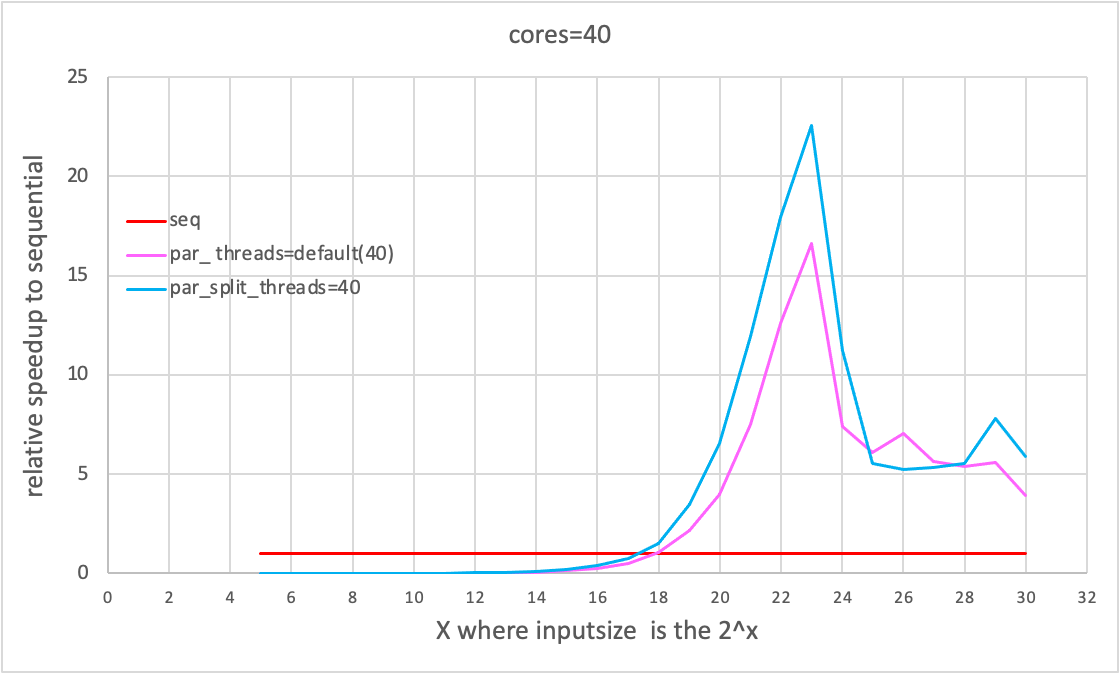 cores=40
relative speedup to sequential
25
20
15
10
5
0
seq
par_ threads=default(40)
par_split_threads=40
0 2 4 6 8 10 12 14 16 18 20 22 24 26 28 30 32
X where inputsize is the 2^x